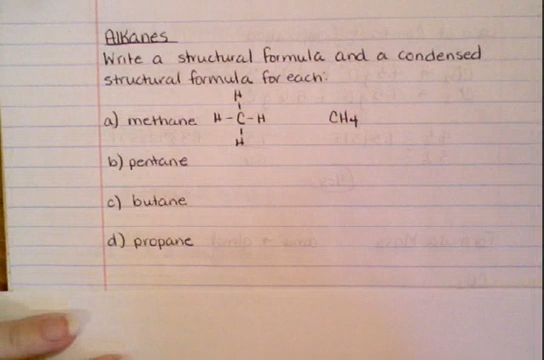 Alkanes
Write a structural formula and a condensed
structural formula for each:
H
a) methane H-C-H CH4
H
b) pentane
c) butane
d) propane